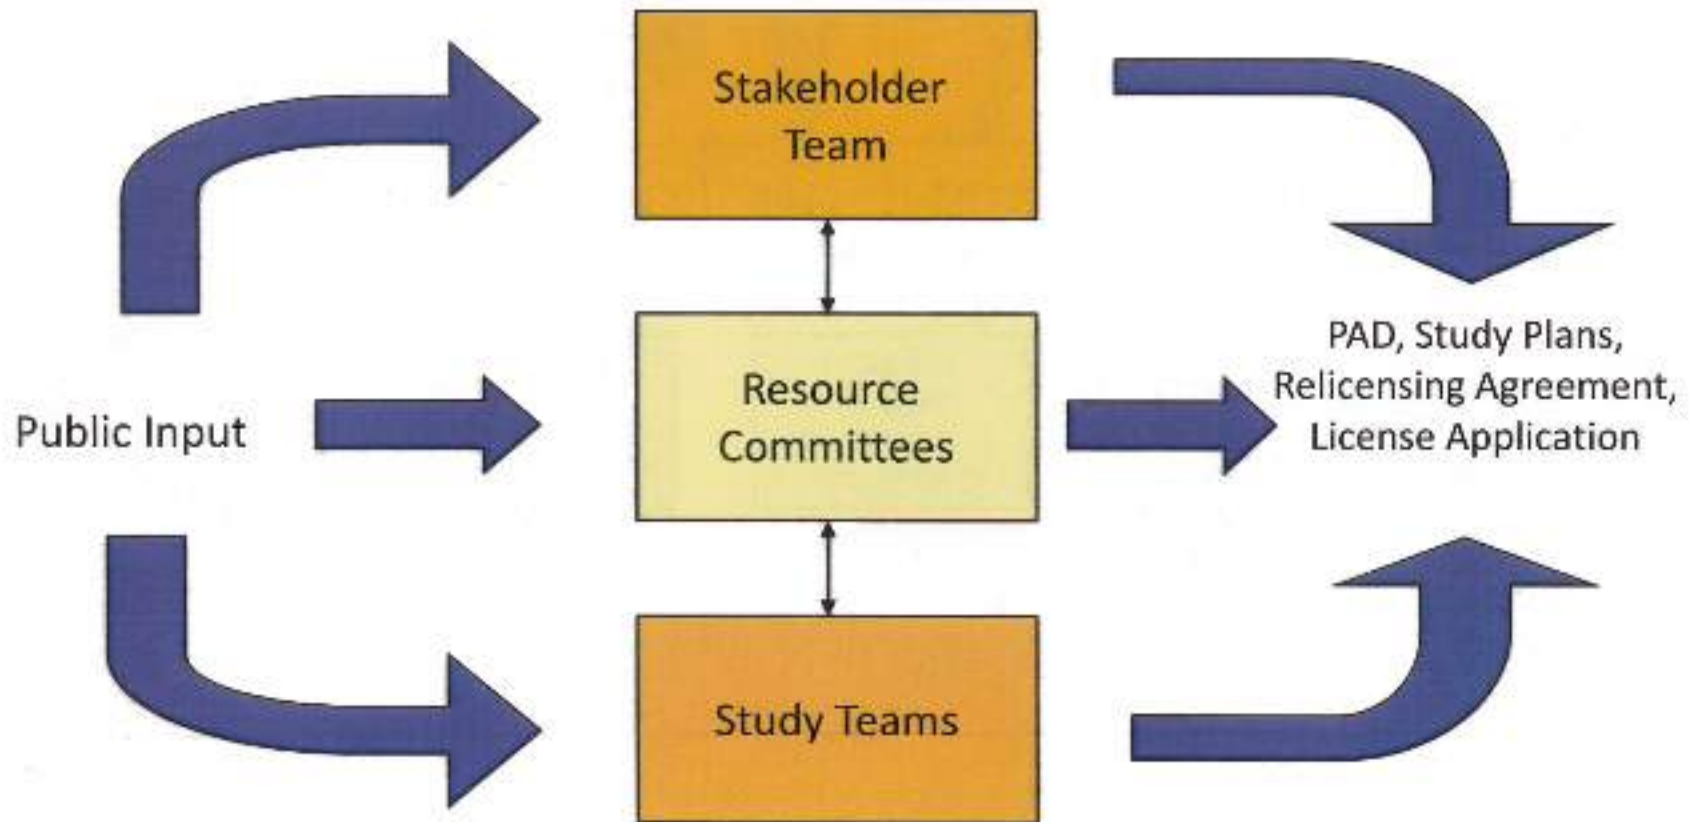 Stakeholder
Team
Public Input
Resource
Committees
PAD, Study Plans,
Relicensing Agreement,
License Application
Study Teams